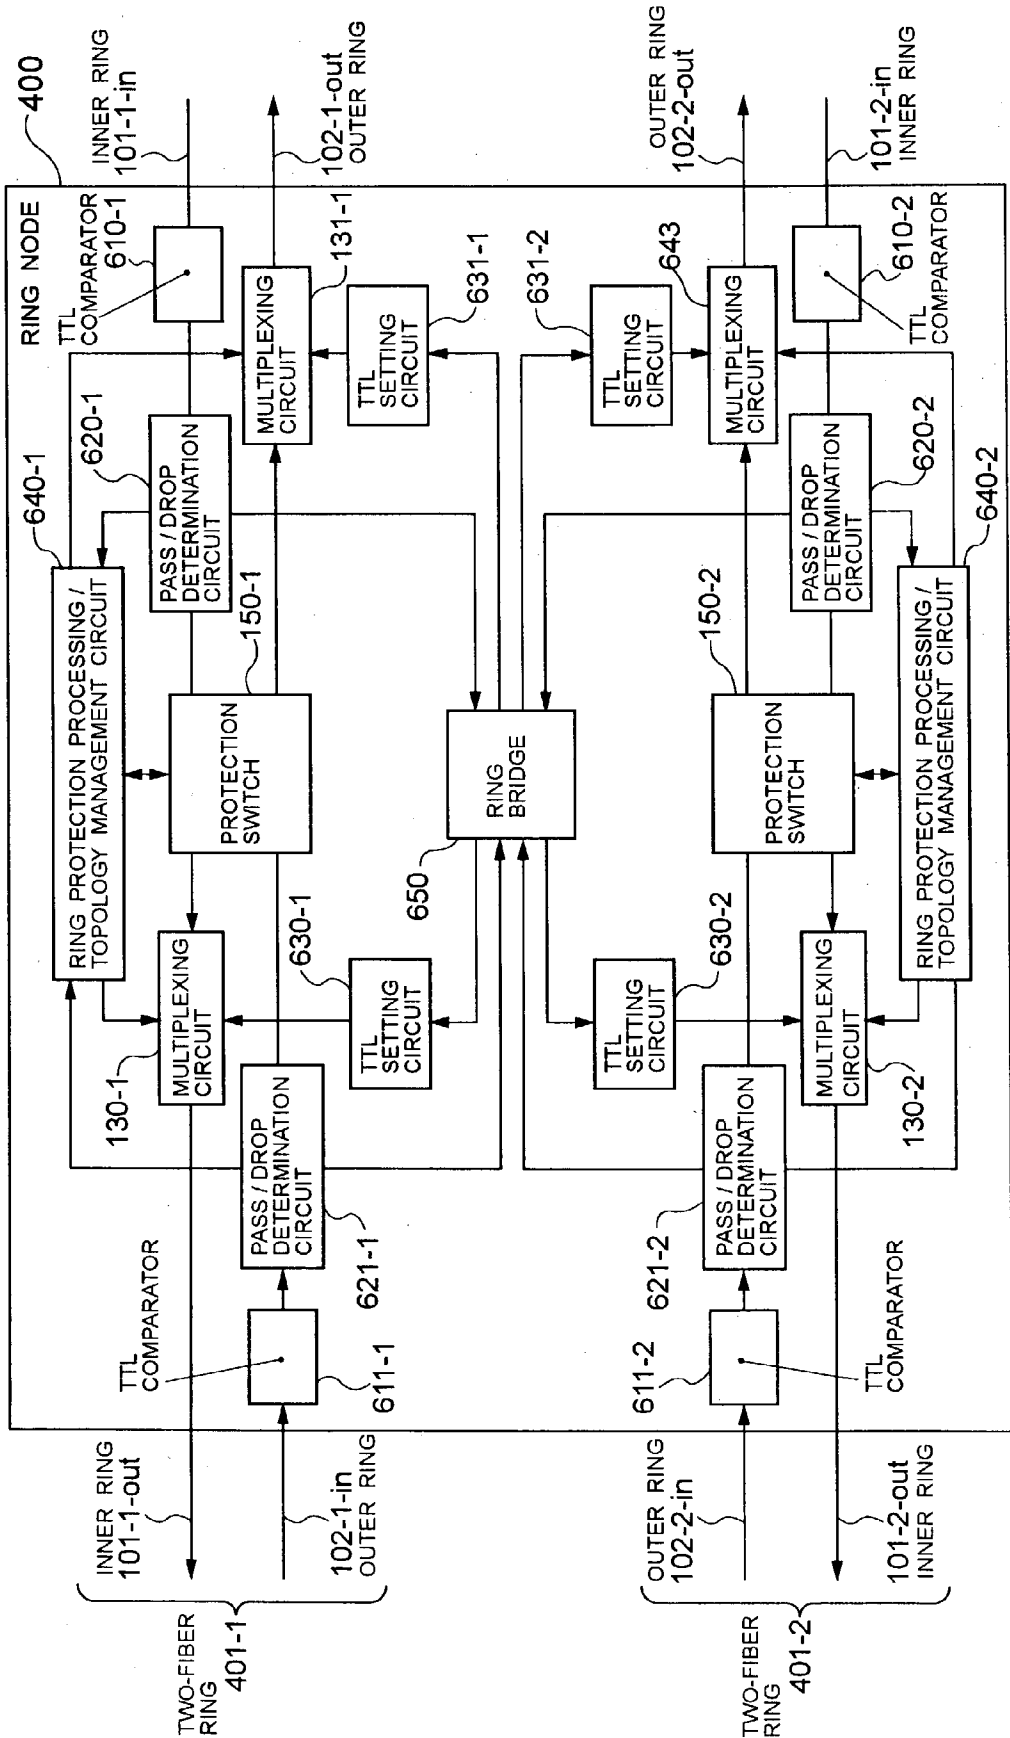 RING NODE
400
INNER RING
101-1-in
102-1-out
OUTER RING
OUTER RING
102-2-out
101-2-in
INNER RING
TTL
COMPARATOR
610-1
131-1
631-1
631-2
643
610-2
TTL
COMPARATOR
MULTIPLEXING
CIRCUIT
TTL
SETTING
CIRCUIT
TTL
SETTING
CIRCUIT
MULTIPLEXING
CIRCUIT
640-1
620-1
PASS / DROP
DETERMINATION
CIRCUIT
PASS / DROP
DETERMINATION
CIRCUIT
620-2
640-2
RING PROTECTION PROCESSING /
TOPOLOGY MANAGEMENT CIRCUIT
150-1
PROTECTION
SWITCH
RING
BRIDGE
650
150-2
PROTECTION
SWITCH
RING PROTECTION PROCESSING /
TOPOLOGY MANAGEMENT CIRCUIT
130-1
MULTIPLEXING
CIRCUIT
630-1
TTL
SETTING
CIRCUIT
TTL
SETTING
CIRCUIT
630-2
MULTIPLEXING
CIRCUIT
130-2
PASS / DROP
DETERMINATION
CIRCUIT
621-1
PASS / DROP
DETERMINATION
CIRCUIT
621-2
TTL
COMPARATOR
611-1
611-2
TTL
COMPARATOR
INNER RING
101-1-out
102-1-in
OUTER RING
OUTER RING
102-2-in
101-2-out
INNER RING
TWO-FIBER
RING
401-1
TWO-FIBER
RING
401-2